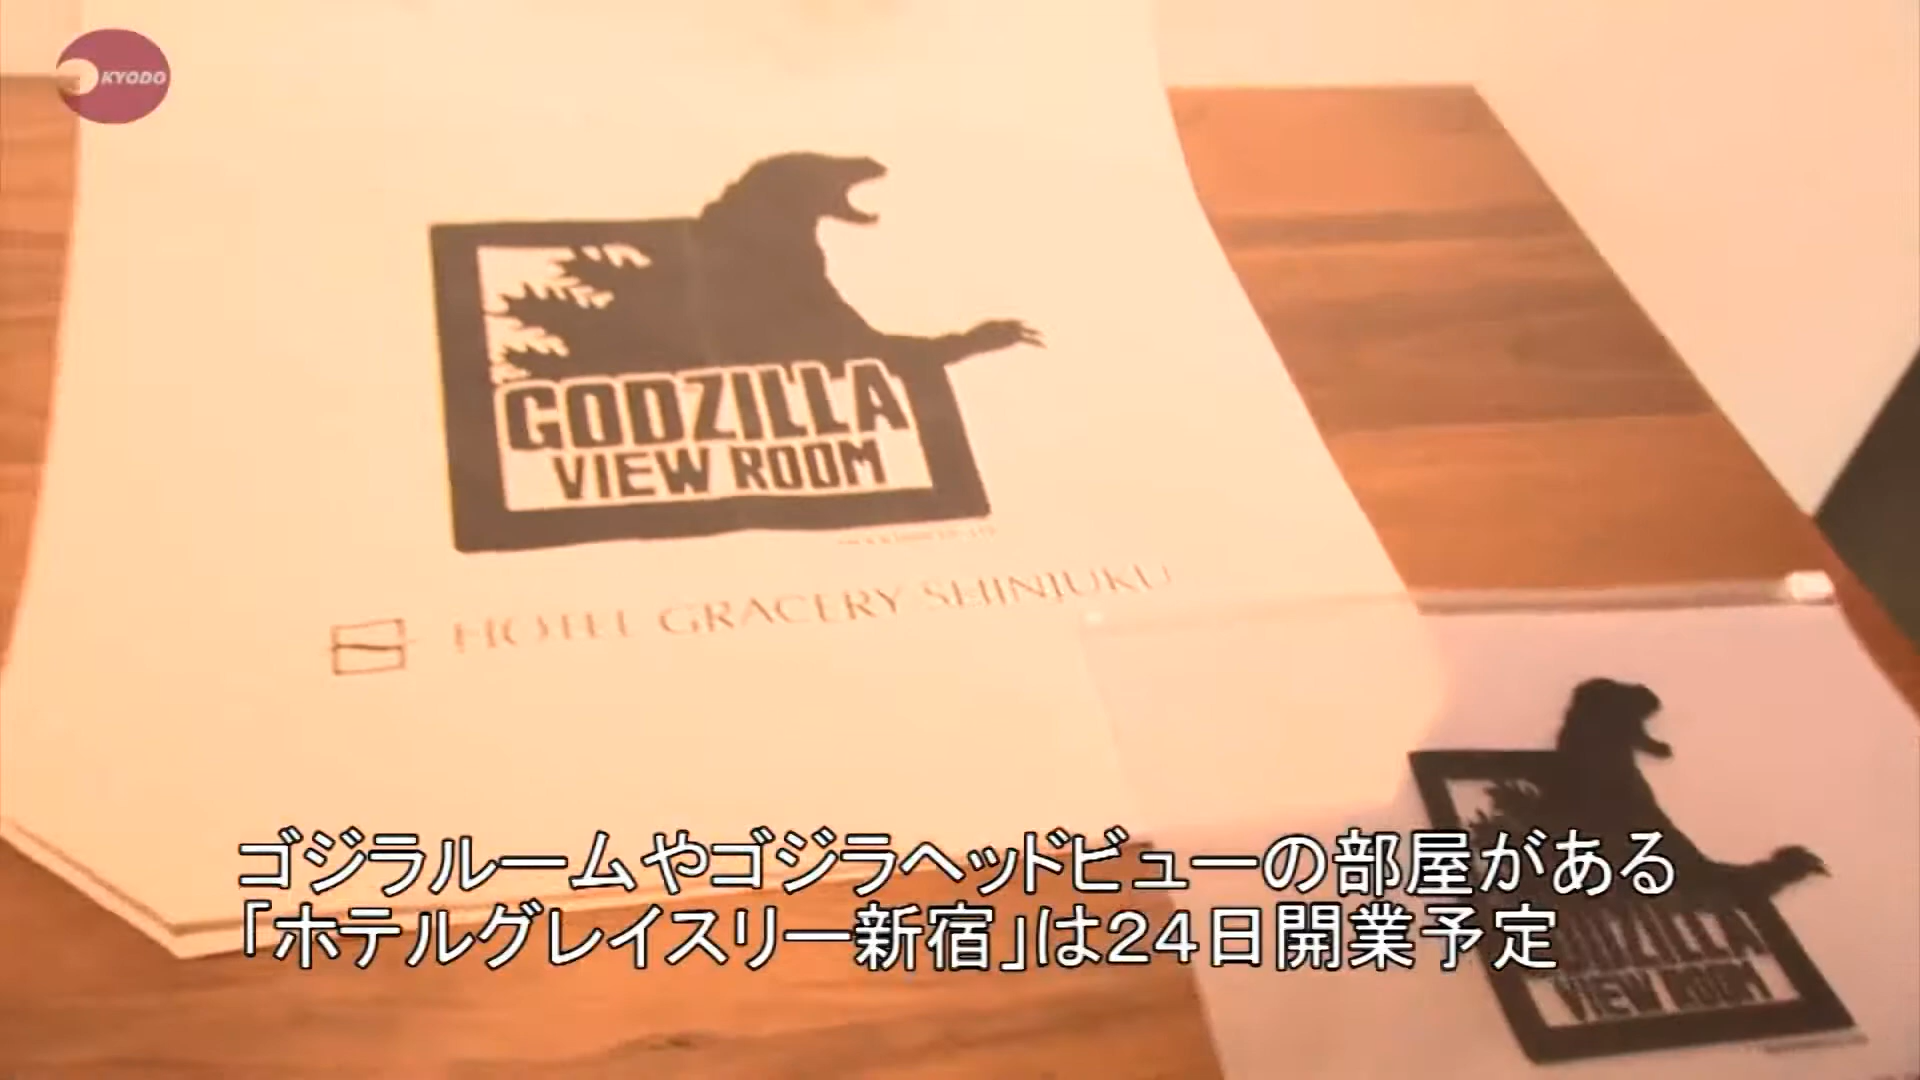 KYODO
GODZILLA
VIEW ROOM
HOTEL GRACERY SHINJUKU
GODZILLA
VIEW ROOM
ゴジラルームやゴジラヘッドビューの部屋がある
「ホテルグレイスリー新宿」は24日開業予定